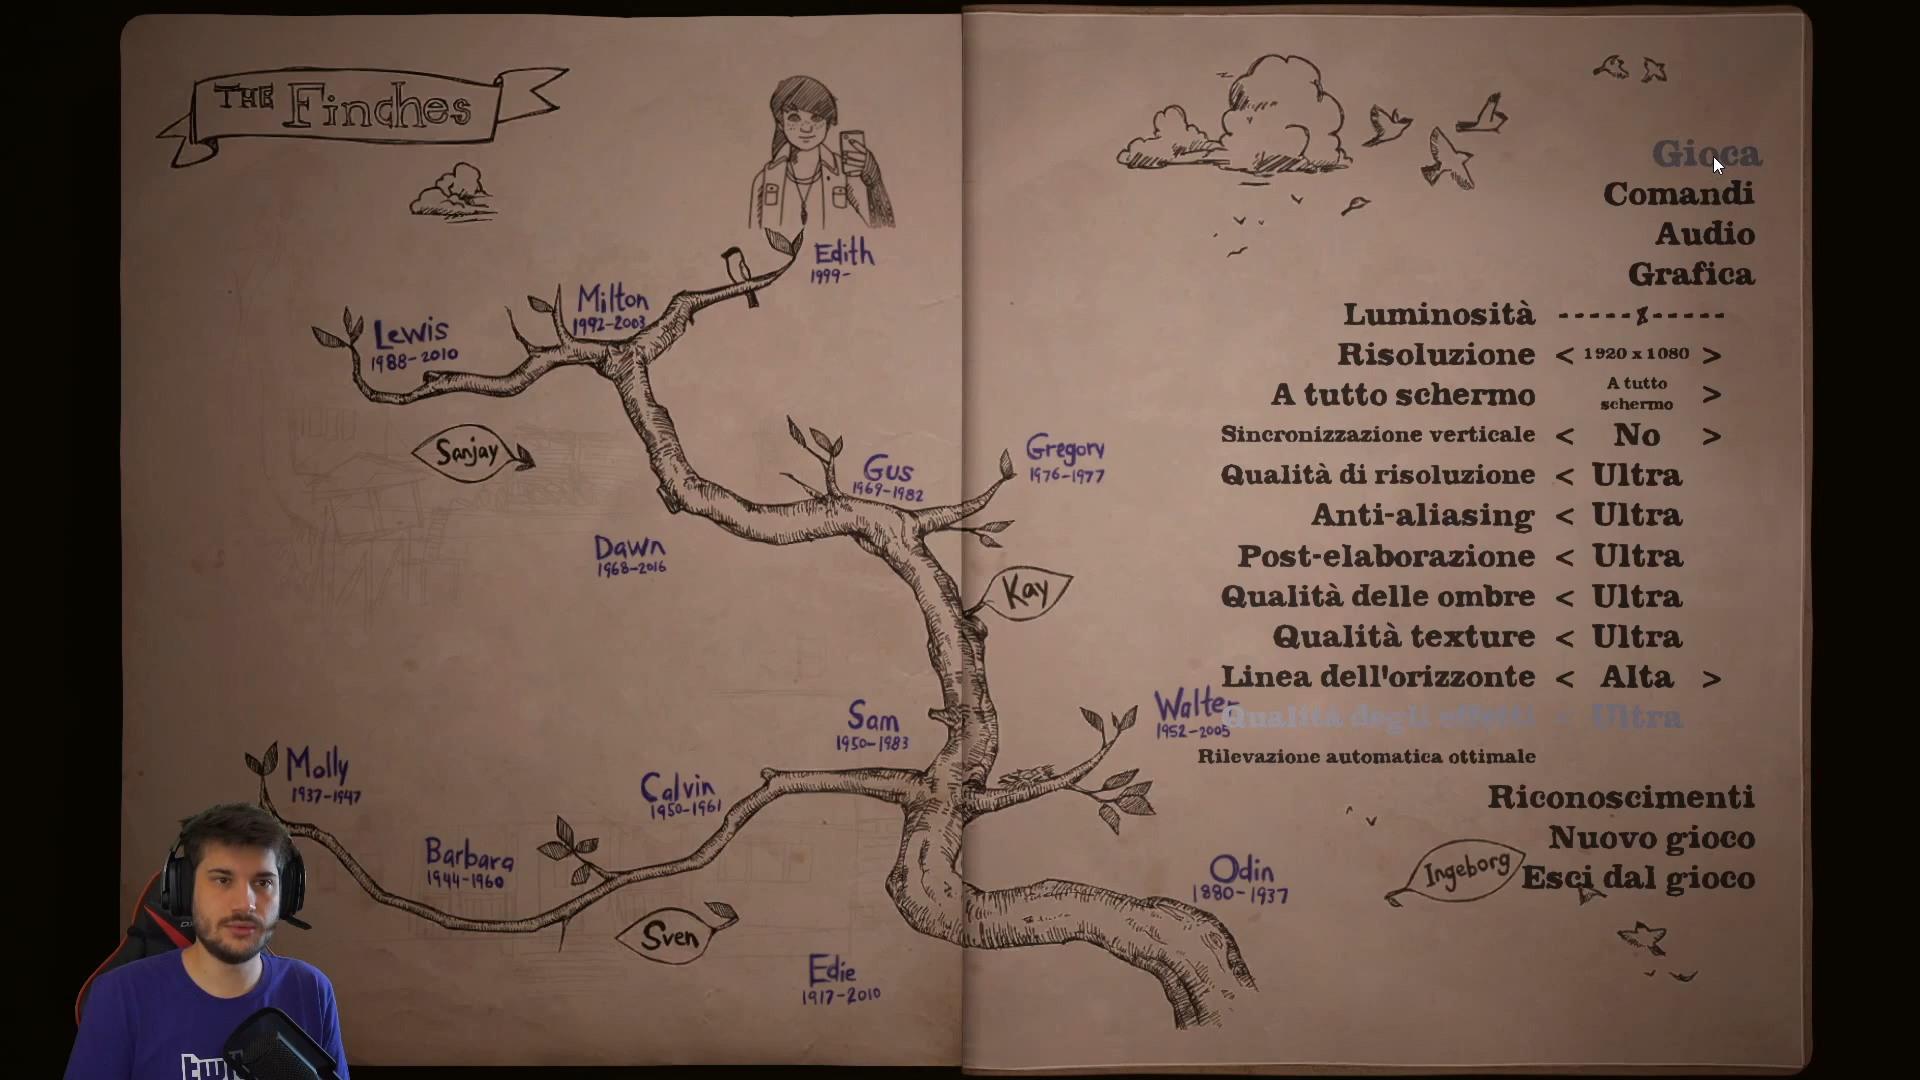 THE Finches
Edith
1999-
Milton
1992-2003
Lewis
1988-2010
Sanjay
Gus
1969-1982
Gregory
1976-1977
Dawn
1968-2016
Kay
Sam
1950-1983
Walter
1952-2005
Molly
1937-1947
Calvin
1950-1961
Barbara
1944-1960
Sven
Edie
1917-2010
Odin
1880-1937
Ingeborg
Gioca
Comandi
Audio
Grafica
Luminosità
Risoluzione < 1920 x 1080 >
A tutto schermo A tutto schermo >
Sincronizzazione verticale < No >
Qualità di risoluzione < Ultra
Anti-aliasing < Ultra
Post-elaborazione < Ultra
Qualità delle ombre < Ultra
Qualità texture < Ultra
Linea dell'orizzonte < Alta >
Qualità degli effetti < Ultra
Rilevazione automatica ottimale
Riconoscimenti
Nuovo gioco
Esci dal gioco